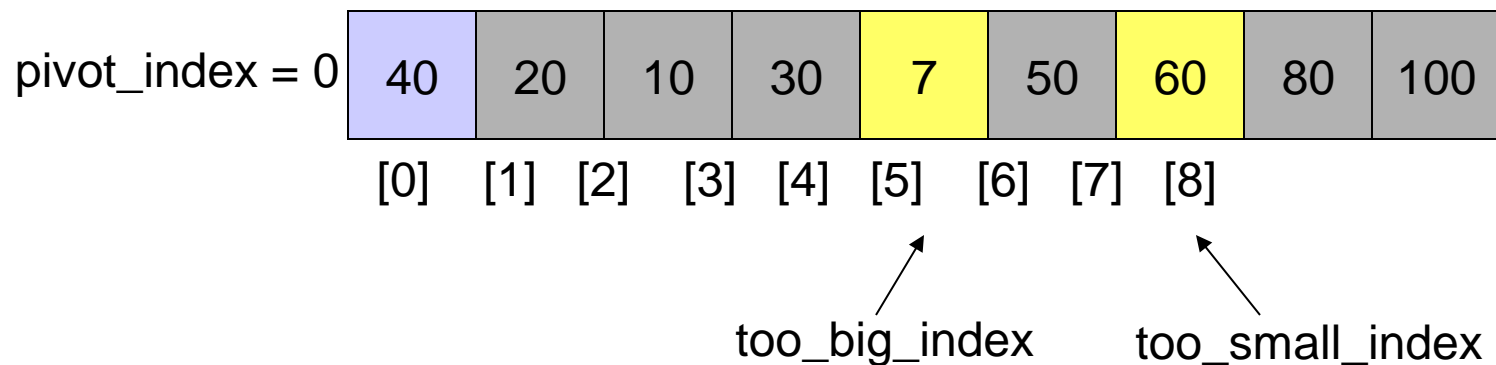 pivot_index = 0 40 20 10 30 7 50 60 80 100
[0] [1] [2] [3] [4] [5] [6] [7] [8]
too_big_index too_small_index